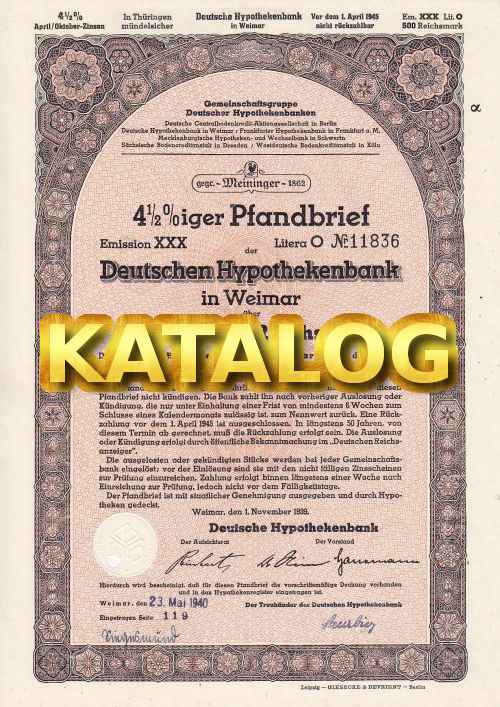 4½%
April/Oktober-Zinsen
In Thüringen
mündelsicher
Deutsche Hypothekenbank
in Weimar
Vor dem 1. April 1945
nicht rückzahlbar
Em. XXX Lit. O
500 Reichsmark
Gemeinschaftsgruppe
Deutscher Hypothekenbanken
Deutsche Centralbodenkredit-Aktiengesellschaft in Berlin
Deutsche Hypothekenbank in Weimar / Frankfurter Hypothekenbank in Frankfurt a. M.
Mecklenburgische Hypotheken- und Wechselbank in Schwerin
Sächsische Bodencreditanstalt in Dresden / Westdeutsche Bodenkreditanstalt in Köln
gegr. - Meininger - 1862
4½%iger Pfandbrief
Emission XXX der Litera O № 11836
Deutschen Hypothekenbank
in Weimar
über
KATALOG
Pfandbrief nicht kündigen. Die Bank zahlt ihn nach vorheriger Auslosung oder
Kündigung, die nur unter Einhaltung einer Frist von mindestens 6 Wochen zum
Schlusse eines Kalendermonats zulässig ist, zum Nennwert zurück. Eine Rück-
zahlung vor dem 1. April 1945 ist ausgeschlossen. In längstens 50 Jahren, von
diesem Termin ab gerechnet, muß die Rückzahlung erfolgt sein. Die Auslosung
oder Kündigung erfolgt durch öffentliche Bekanntmachung im „Deutschen Reichs-
anzeiger".
Die ausgelosten oder gekündigten Stücke werden bei jeder Gemeinschafts-
bank eingelöst; vor der Einlösung sind sie mit den nicht fälligen Zinsscheinen
zur Prüfung einzureichen. Zahlung erfolgt binnen längstens einer Woche nach
Einreichung zur Prüfung, jedoch nicht vor dem Fälligkeitstage.
Der Pfandbrief ist mit staatlicher Genehmigung ausgegeben und durch Hypo-
theken gedeckt.
Weimar, den 1. November 1939.
Deutsche Hypothekenbank
Der Aufsichtsrat Der Vorstand
Hierdurch wird bescheinigt, daß für diesen Pfandbrief die vorschriftsmäßige Deckung vorhanden
und in das Hypothekenregister eingetragen ist.
Weimar, den 23. Mai 1940 Der Treuhänder des Deutschen Hypothekenbank
Eingetragen Seite 119
Leipzig — GIESECKE & DEVRIENT — Berlin